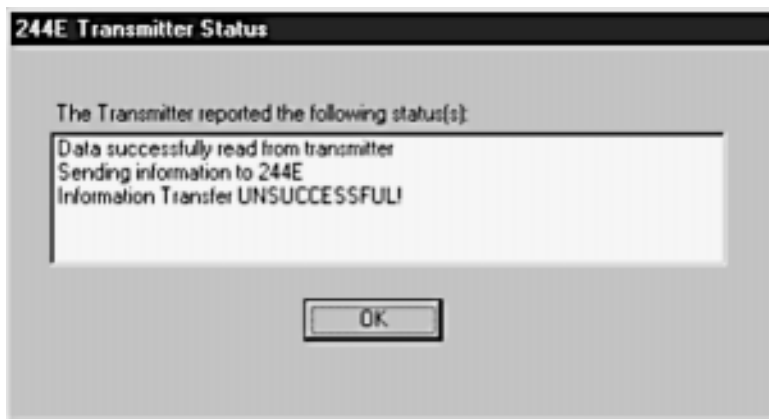 244E Transmitter Status
The Transmitter reported the following status(s):
Data successfully read from transmitter
Sending information to 244E
Information Transfer UNSUCCESSFUL!
OK